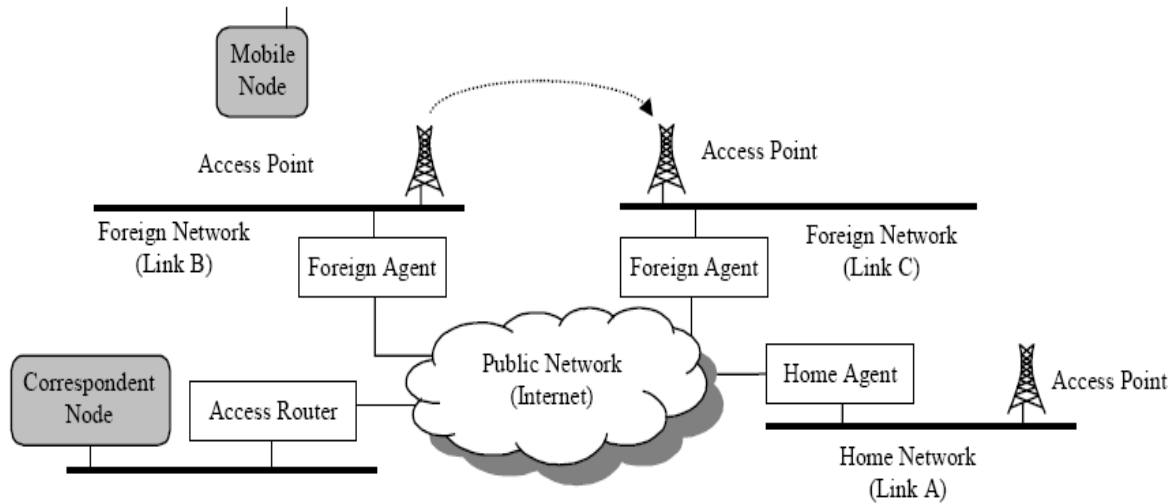 Mobile
Node
Access Point
Access Point
Foreign Network
(Link B)
Foreign Agent
Foreign Agent
Foreign Network
(Link C)
Public Network
(Internet)
Correspondent
Node
Access Router
Home Agent
Access Point
Home Network
(Link A)